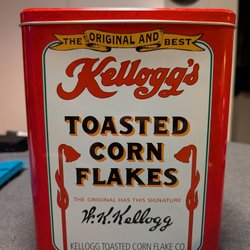 THE ORIGINAL AND BEST
Kellogg's
TOASTED
CORN
FLAKES
THE ORIGINAL HAS THIS SIGNATURE
W.K.Kellogg
KELLOGG TOASTED CORN FLAKE CO.